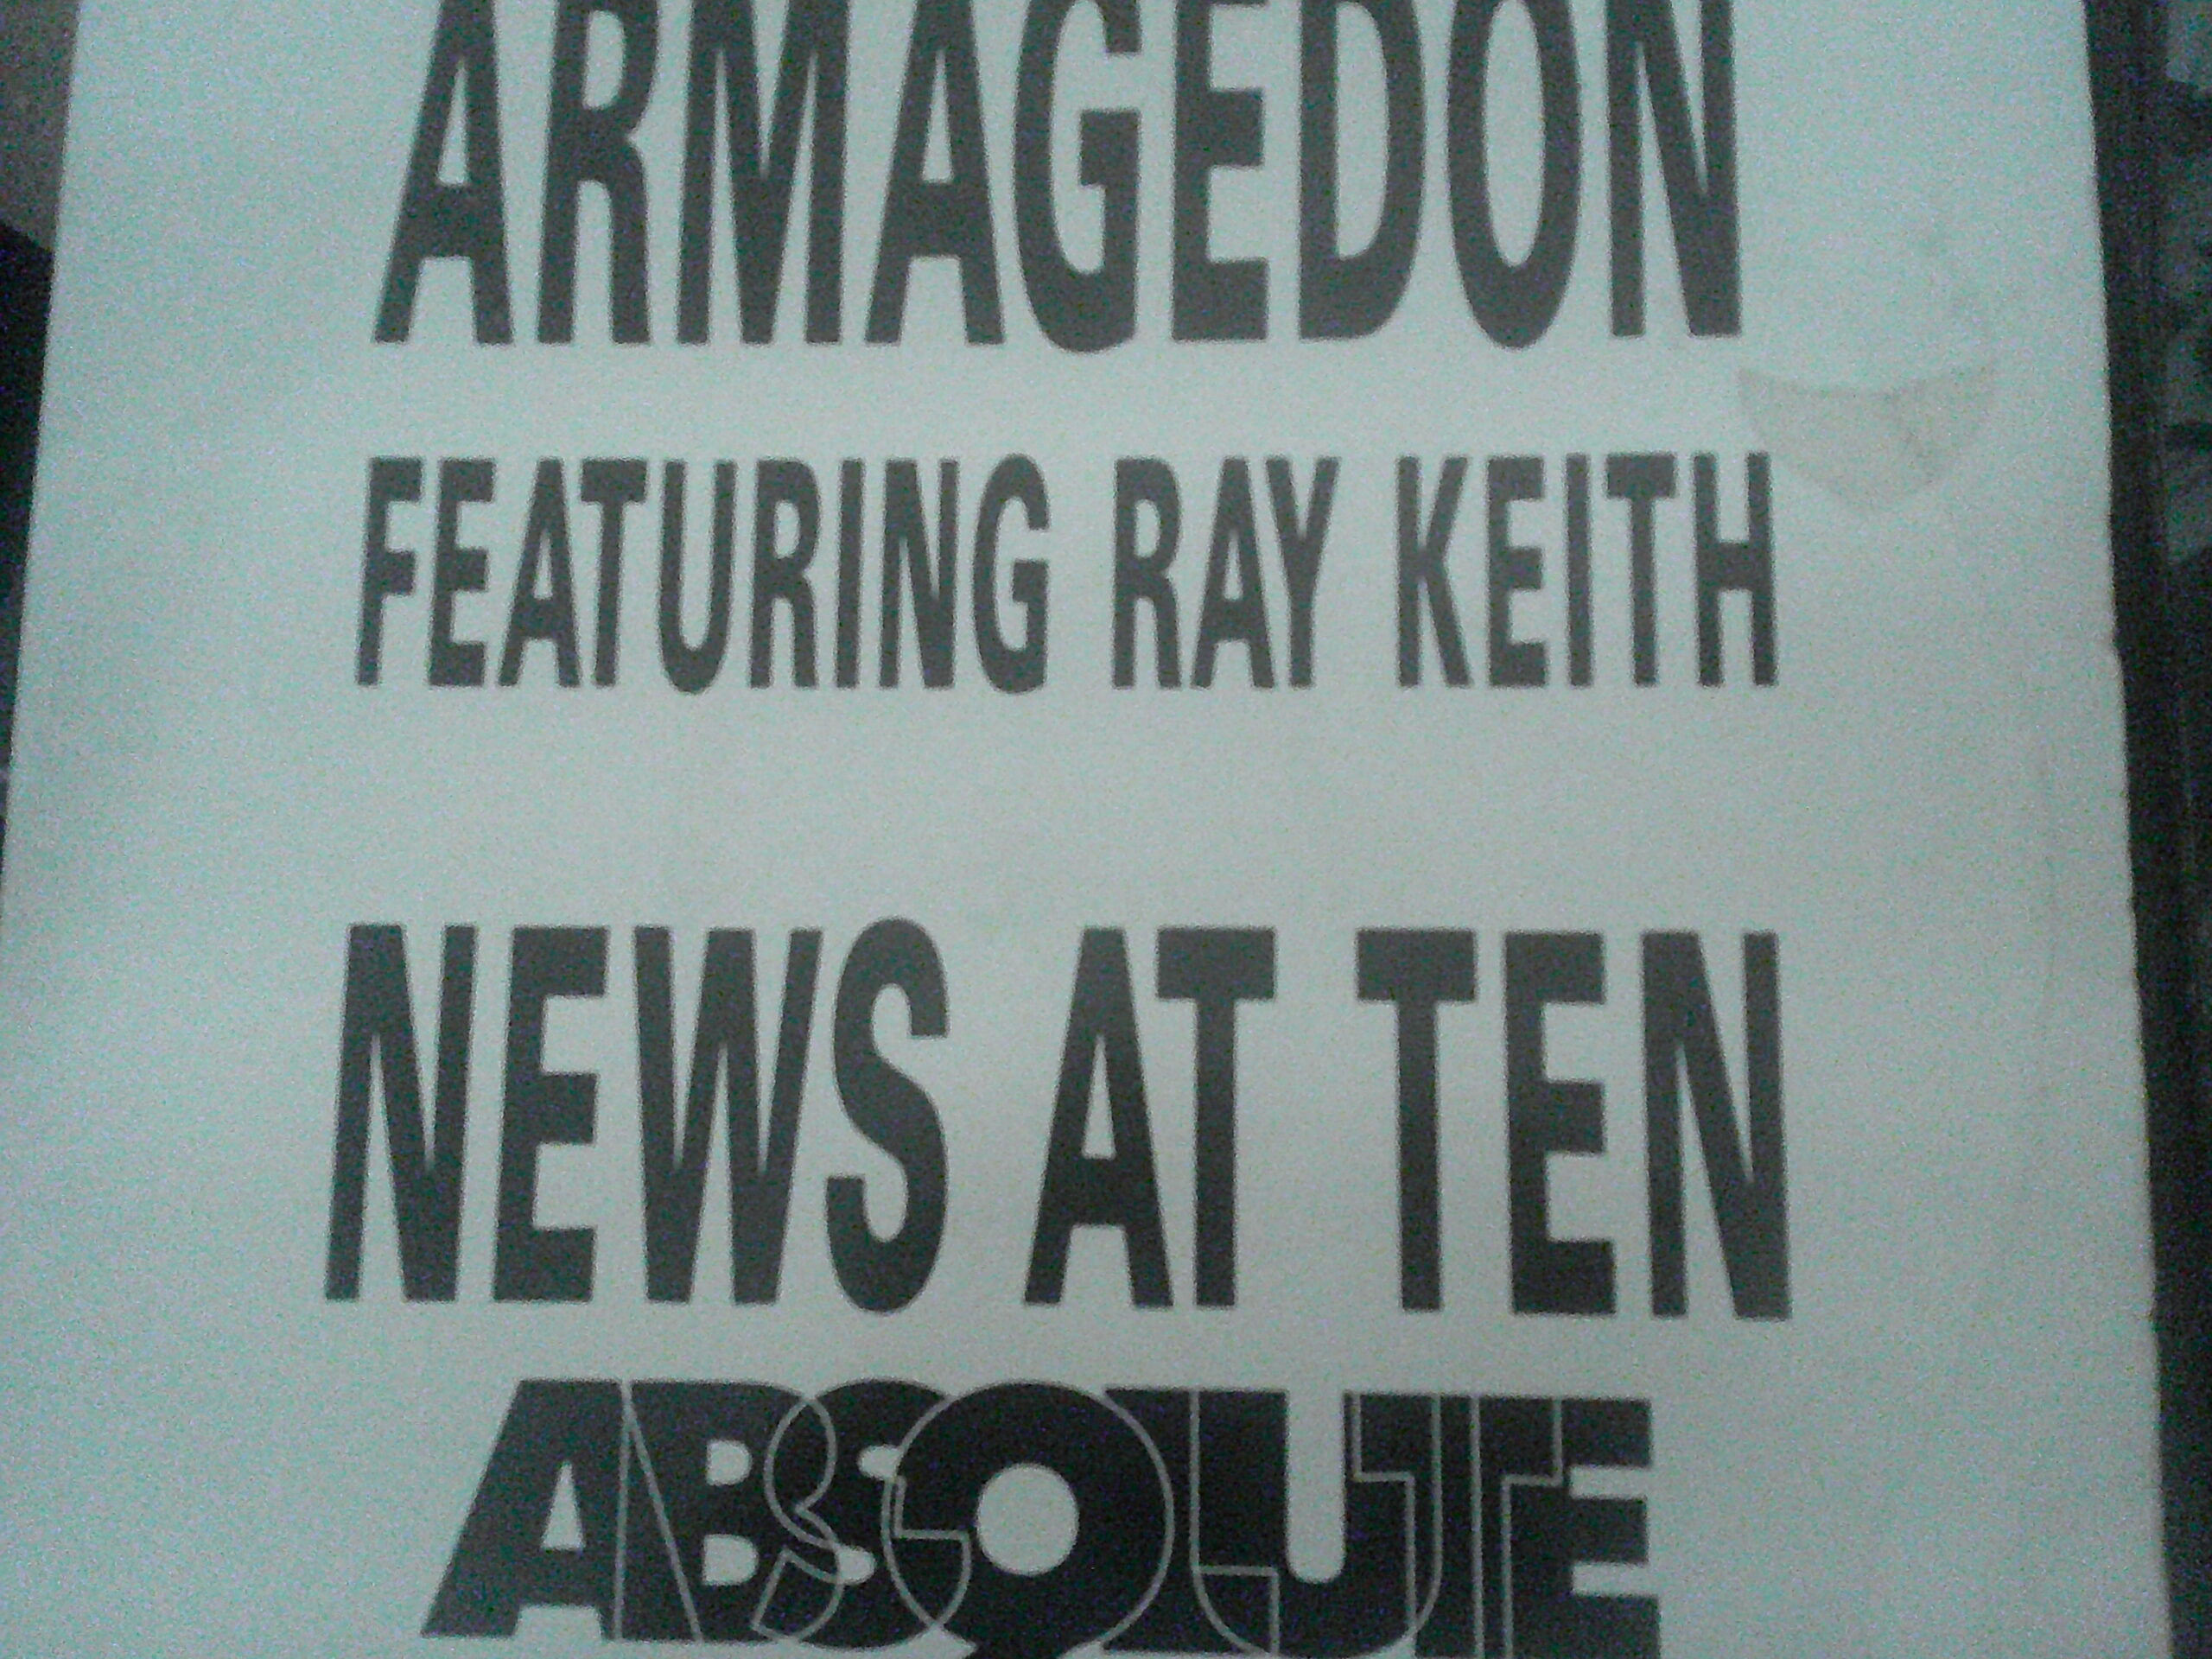 ARMAGEDON
FEATURING RAY KEITH
NEWS AT TEN
ABSOLUTE